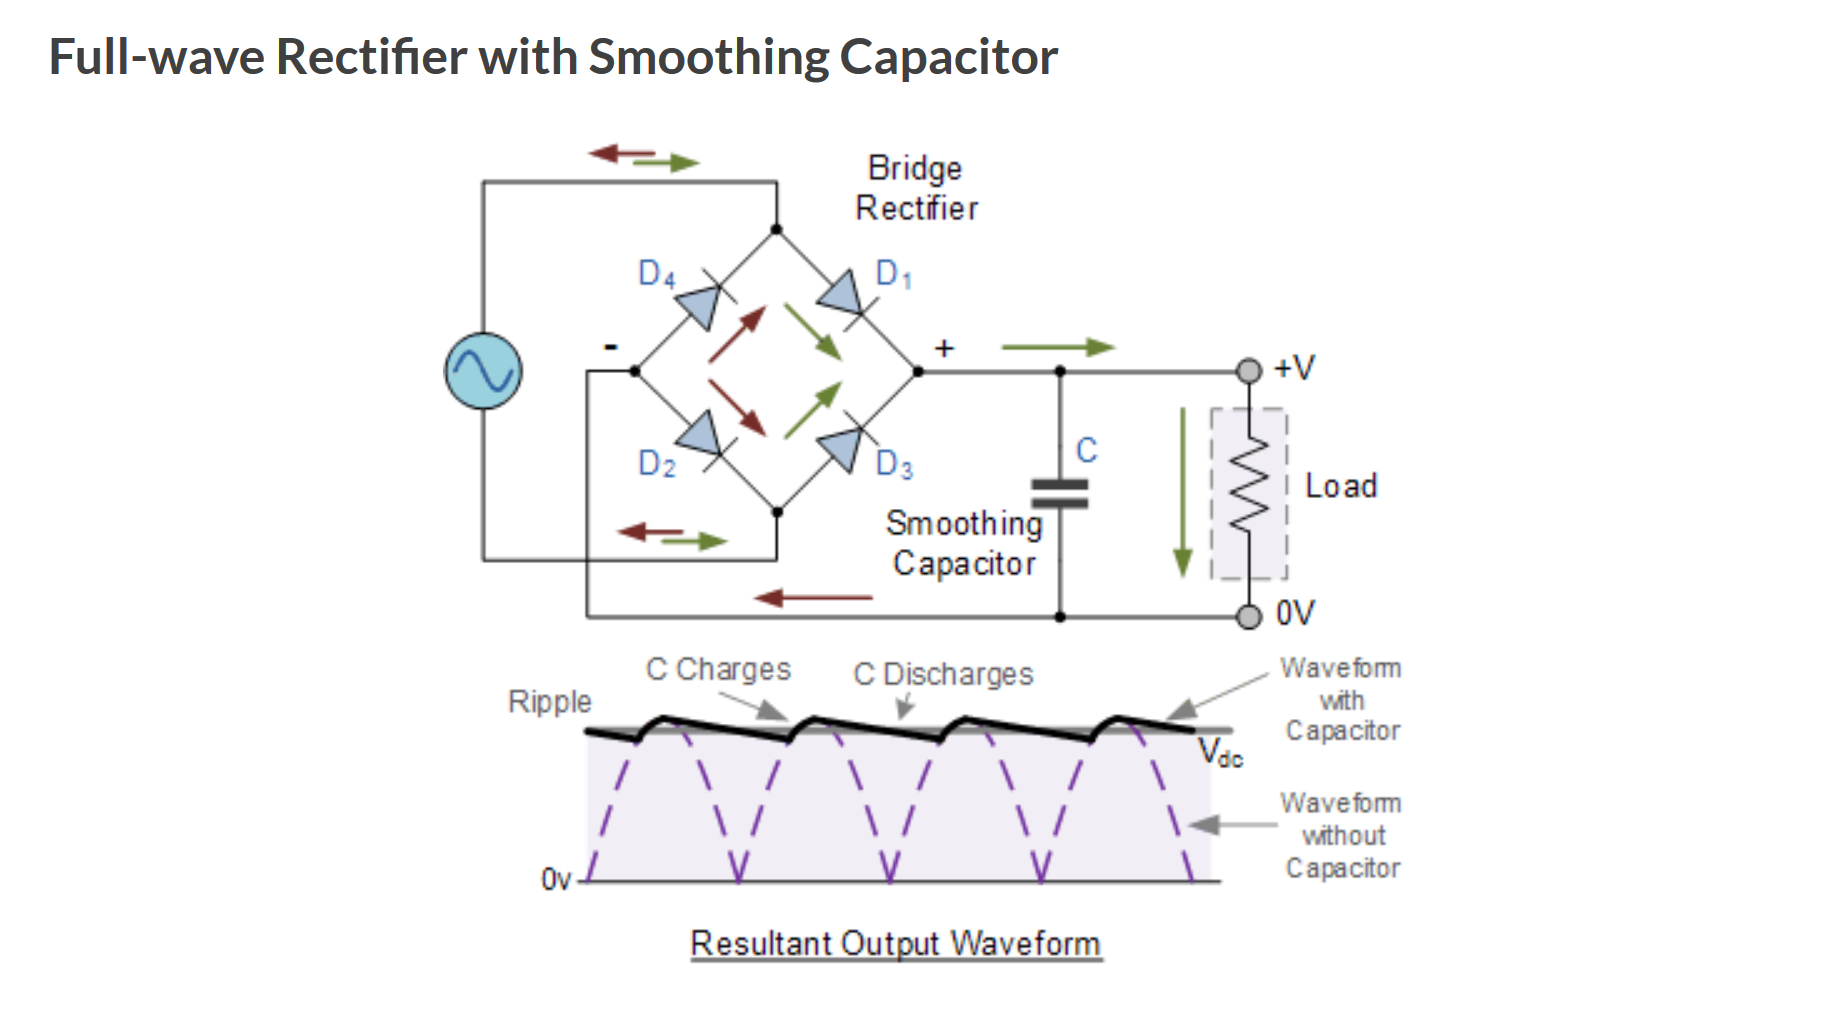 Full-wave Rectifier with Smoothing Capacitor
Bridge
Rectifier
D4
D1
-
+
+V
D2
D3
C
Load
Smoothing
Capacitor
0V
C Charges
C Discharges
Waveform
with
Capacitor
Ripple
Vdc
Waveform
without
Capacitor
0v
Resultant Output Waveform